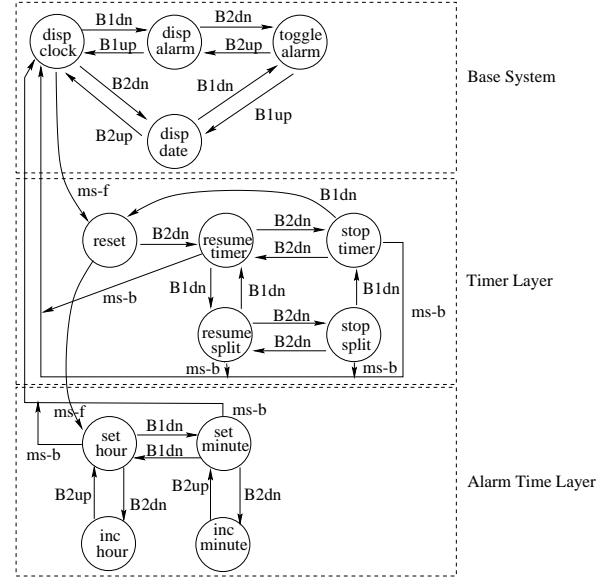 B1dn
B2dn
disp
clock
disp
alarm
toggle
alarm
B1up
B2up
B2dn
B1dn
Base System
B2up
disp
date
B1up
ms-f
B1dn
reset
B2dn
resume
timer
B2dn
B2dn
stop
timer
ms-b
B1dn
B1dn
B1dn
Timer Layer
ms-b
resume
split
B2dn
B2dn
stop
split
ms-b
ms-b
ms-f
ms-b
set
hour
B1dn
B1dn
set
minute
ms-b
B2up
B2dn
B2up
B2dn
Alarm Time Layer
inc
hour
inc
minute